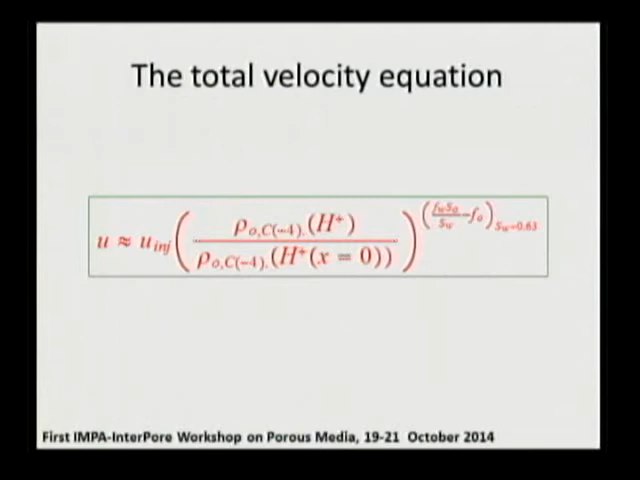 The total velocity equation
u ≈ u_inj ( ρ_{o,C(−4)}.(H⁺) / ρ_{o,C(−4)}.(H⁺(x = 0)) )^{( f_w S_o / S_w − f_o )_{S_w=0.63}}
First IMPA-InterPore Workshop on Porous Media, 19-21 October 2014